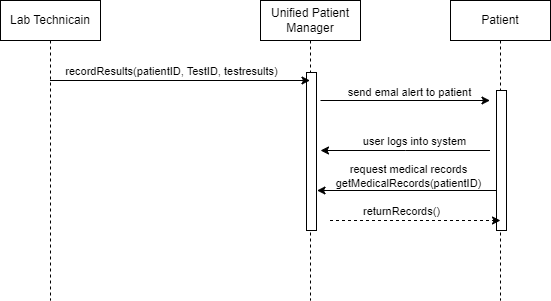 Lab Technicain
Unified Patient
Manager
Patient
recordResults(patientID, TestID, testresults)
send emal alert to patient
user logs into system
request medical records
getMedicalRecords(patientID)
returnRecords()